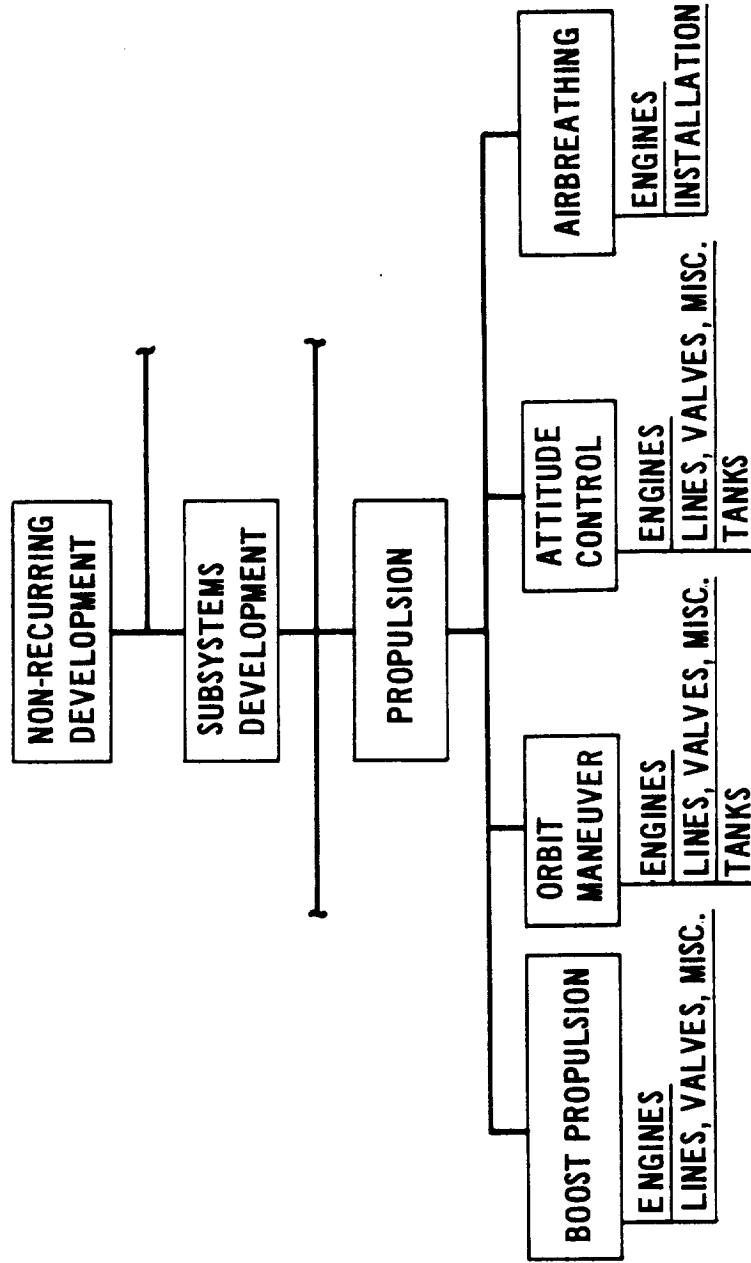 NON-RECURRING
DEVELOPMENT
SUBSYSTEMS
DEVELOPMENT
PROPULSION
BOOST PROPULSION
ENGINES
LINES, VALVES, MISC.
ORBIT
MANEUVER
ENGINES
LINES, VALVES, MISC.
TANKS
ATTITUDE
CONTROL
ENGINES
LINES, VALVES, MISC.
TANKS
AIRBREATHING
ENGINES
INSTALLATION